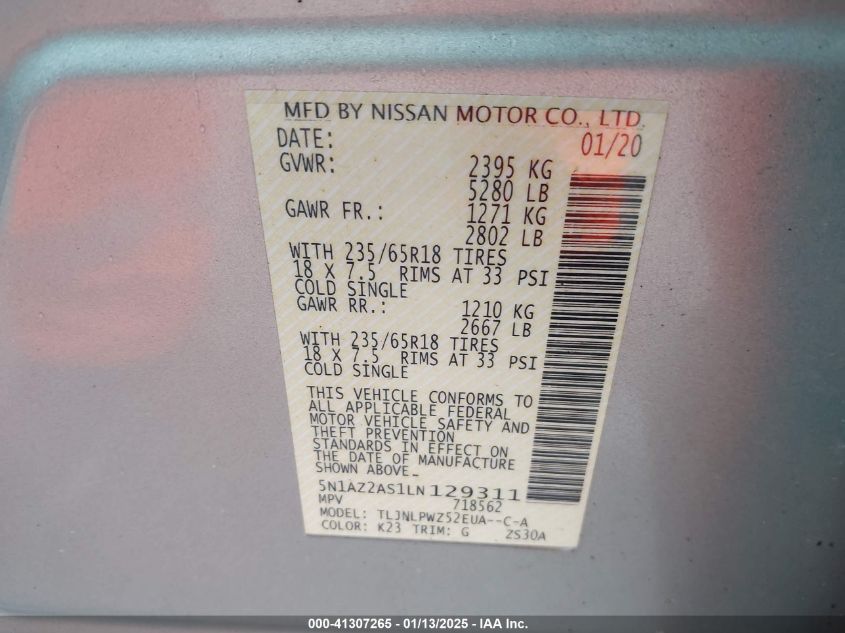 MFD BY NISSAN MOTOR CO., LTD.
DATE: 01/20
GVWR: 2395 KG
5280 LB
GAWR FR.: 1271 KG
2802 LB
WITH 235/65R18 TIRES
18 X 7.5 RIMS AT 33 PSI
COLD SINGLE
GAWR RR.: 1210 KG
2667 LB
WITH 235/65R18 TIRES
18 X 7.5 RIMS AT 33 PSI
COLD SINGLE
THIS VEHICLE CONFORMS TO
ALL APPLICABLE FEDERAL
MOTOR VEHICLE SAFETY AND
THEFT PREVENTION
STANDARDS IN EFFECT ON
THE DATE OF MANUFACTURE
SHOWN ABOVE.
5N1AZ2AS1LN129311
MPV 718562
MODEL: TLJNLPWZ52EUA--C-A
COLOR: K23 TRIM: G ZS30A
000-41307265 - 01/13/2025 - IAA Inc.